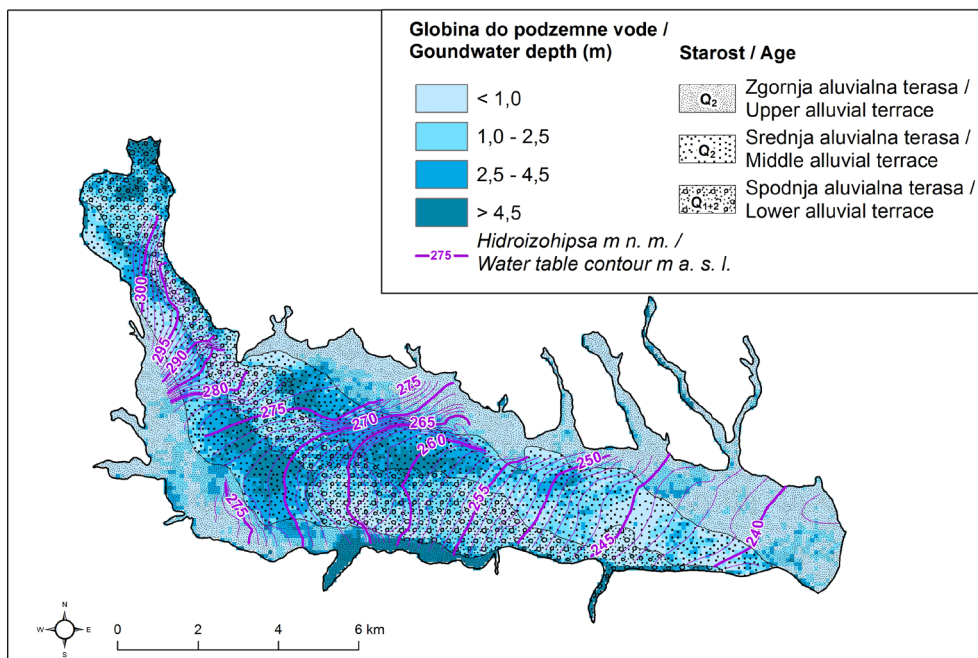 Globina do podzemne vode /
Goundwater depth (m)
< 1,0
1,0 - 2,5
2,5 - 4,5
> 4,5
275
Hidroizohipsa m n. m. /
Water table contour m a. s. l.
Starost / Age
Q2
Zgornja aluvialna terasa /
Upper alluvial terrace
Q2
Srednja aluvialna terasa /
Middle alluvial terrace
Q1+2
Spodnja aluvialna terasa /
Lower alluvial terrace
300
295
290
280
275
275
270
265
260
275
255
250
245
240
N
W
E
S
0
2
4
6 km